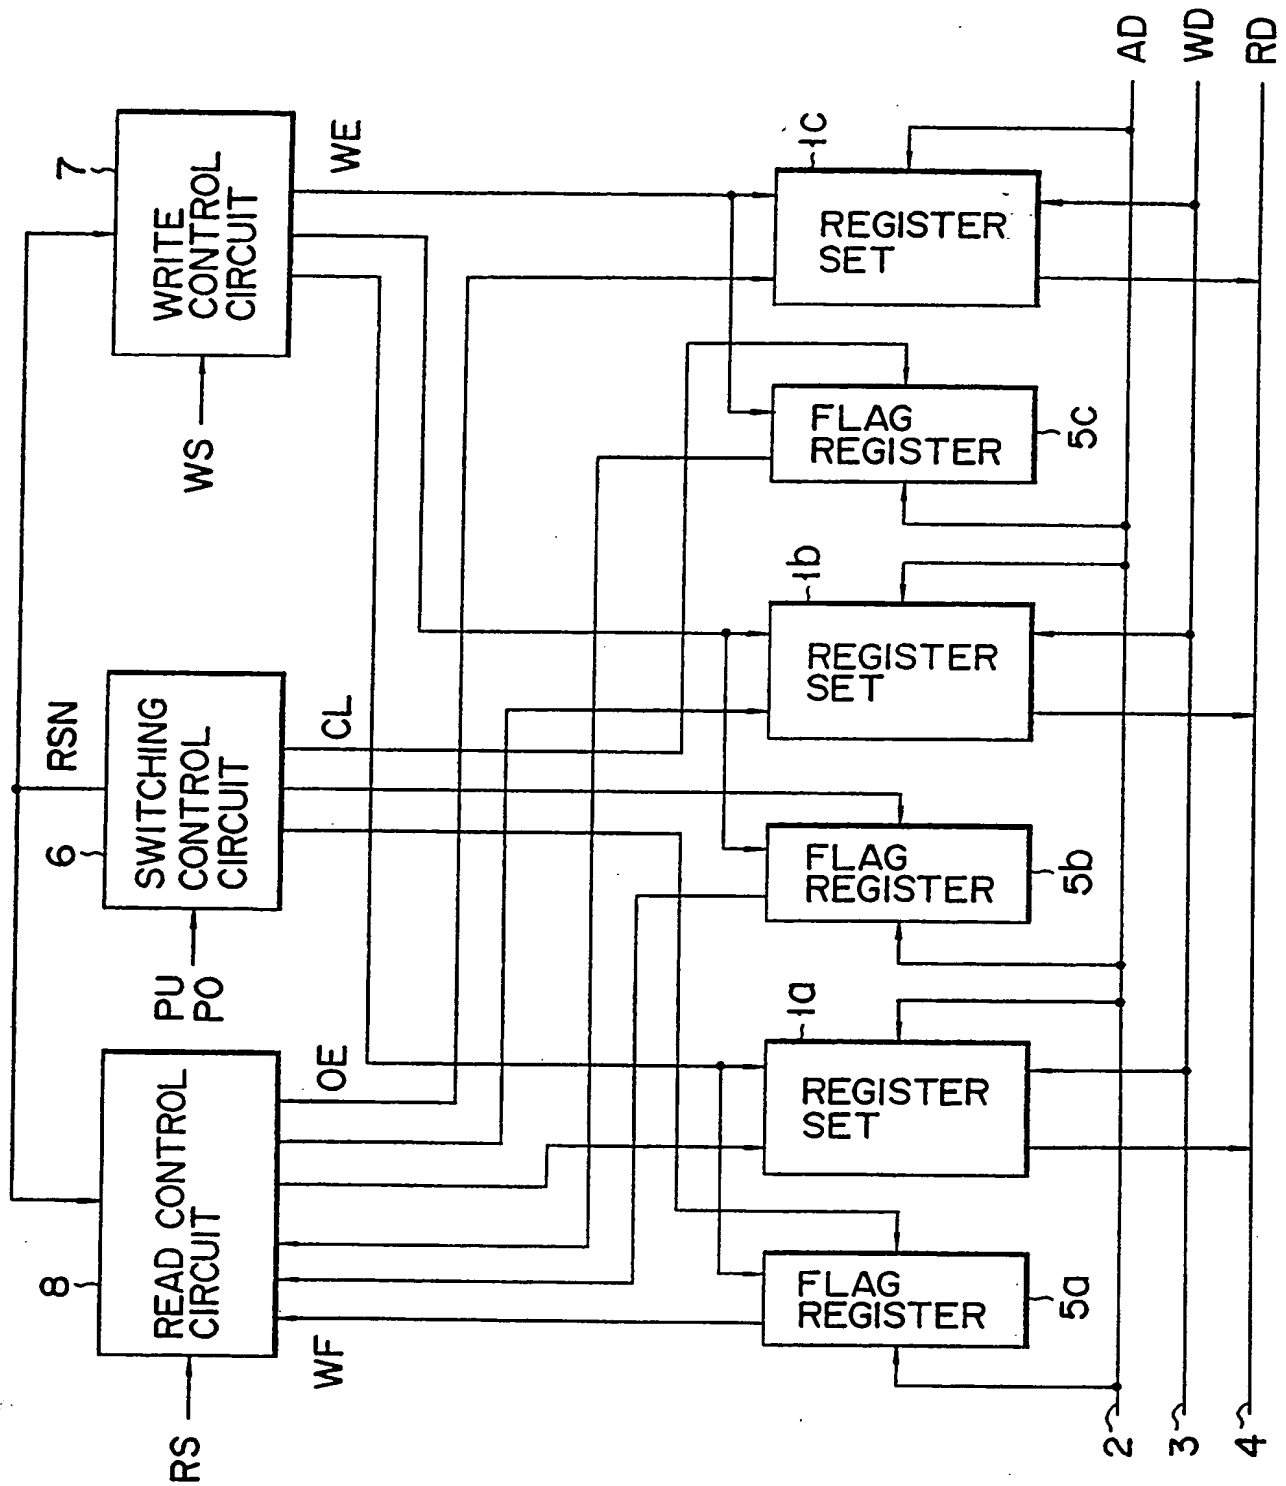 RS
8
READ CONTROL
CIRCUIT
WF
OE
PU
PO
6
SWITCHING
CONTROL
CIRCUIT
RSN
CL
WS
7
WRITE
CONTROL
CIRCUIT
WE
FLAG
REGISTER
5a
REGISTER
SET
1a
FLAG
REGISTER
5b
REGISTER
SET
1b
FLAG
REGISTER
5c
REGISTER
SET
1c
2
AD
3
WD
4
RD